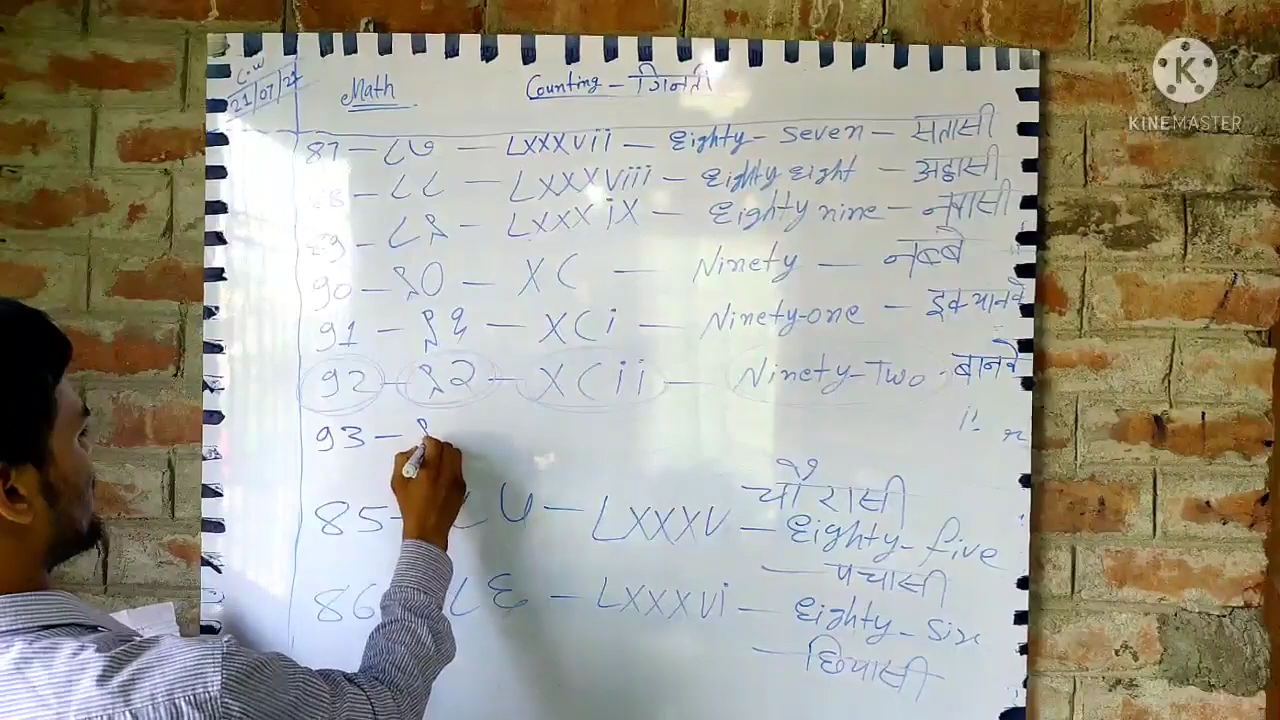 C.W
21/07/2
Math
Counting - गिनती
KINEMASTER
87 - ८७ - LXXXVii - Eighty-Seven - सतासी
88 - ८८ - LXXXViii - Eighty Eight - अठ्ठासी
89 - ८९ - LXXXiX - Eighty nine - नवासी
90 - ९० - XC - Ninety - नब्बे
91 - ९१ - XCi - Ninety-one - इक्यानवे
92 - ९२ - XCii - Ninety-Two - बानवे
93 - ९
चौरासी
85 - ८५ - LXXXV - Eighty-five
- पचासी
86 - ८६ - LXXXVi - Eighty-Six
- छियासी